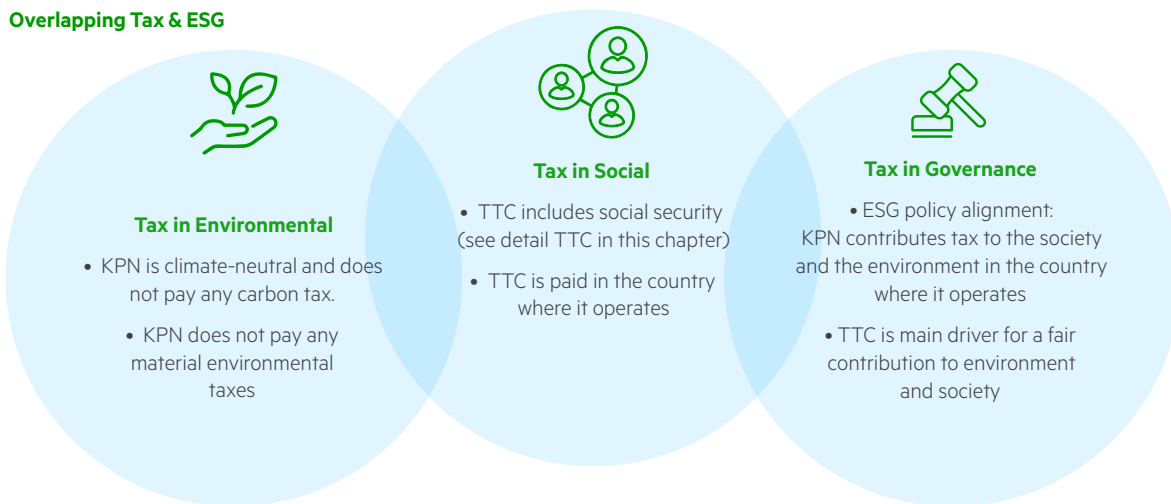 Overlapping Tax & ESG
Tax in Environmental
• KPN is climate-neutral and does
not pay any carbon tax.
• KPN does not pay any
material environmental
taxes
Tax in Social
• TTC includes social security
(see detail TTC in this chapter)
• TTC is paid in the country
where it operates
Tax in Governance
• ESG policy alignment:
KPN contributes tax to the society
and the environment in the country
where it operates
• TTC is main driver for a fair
contribution to environment
and society